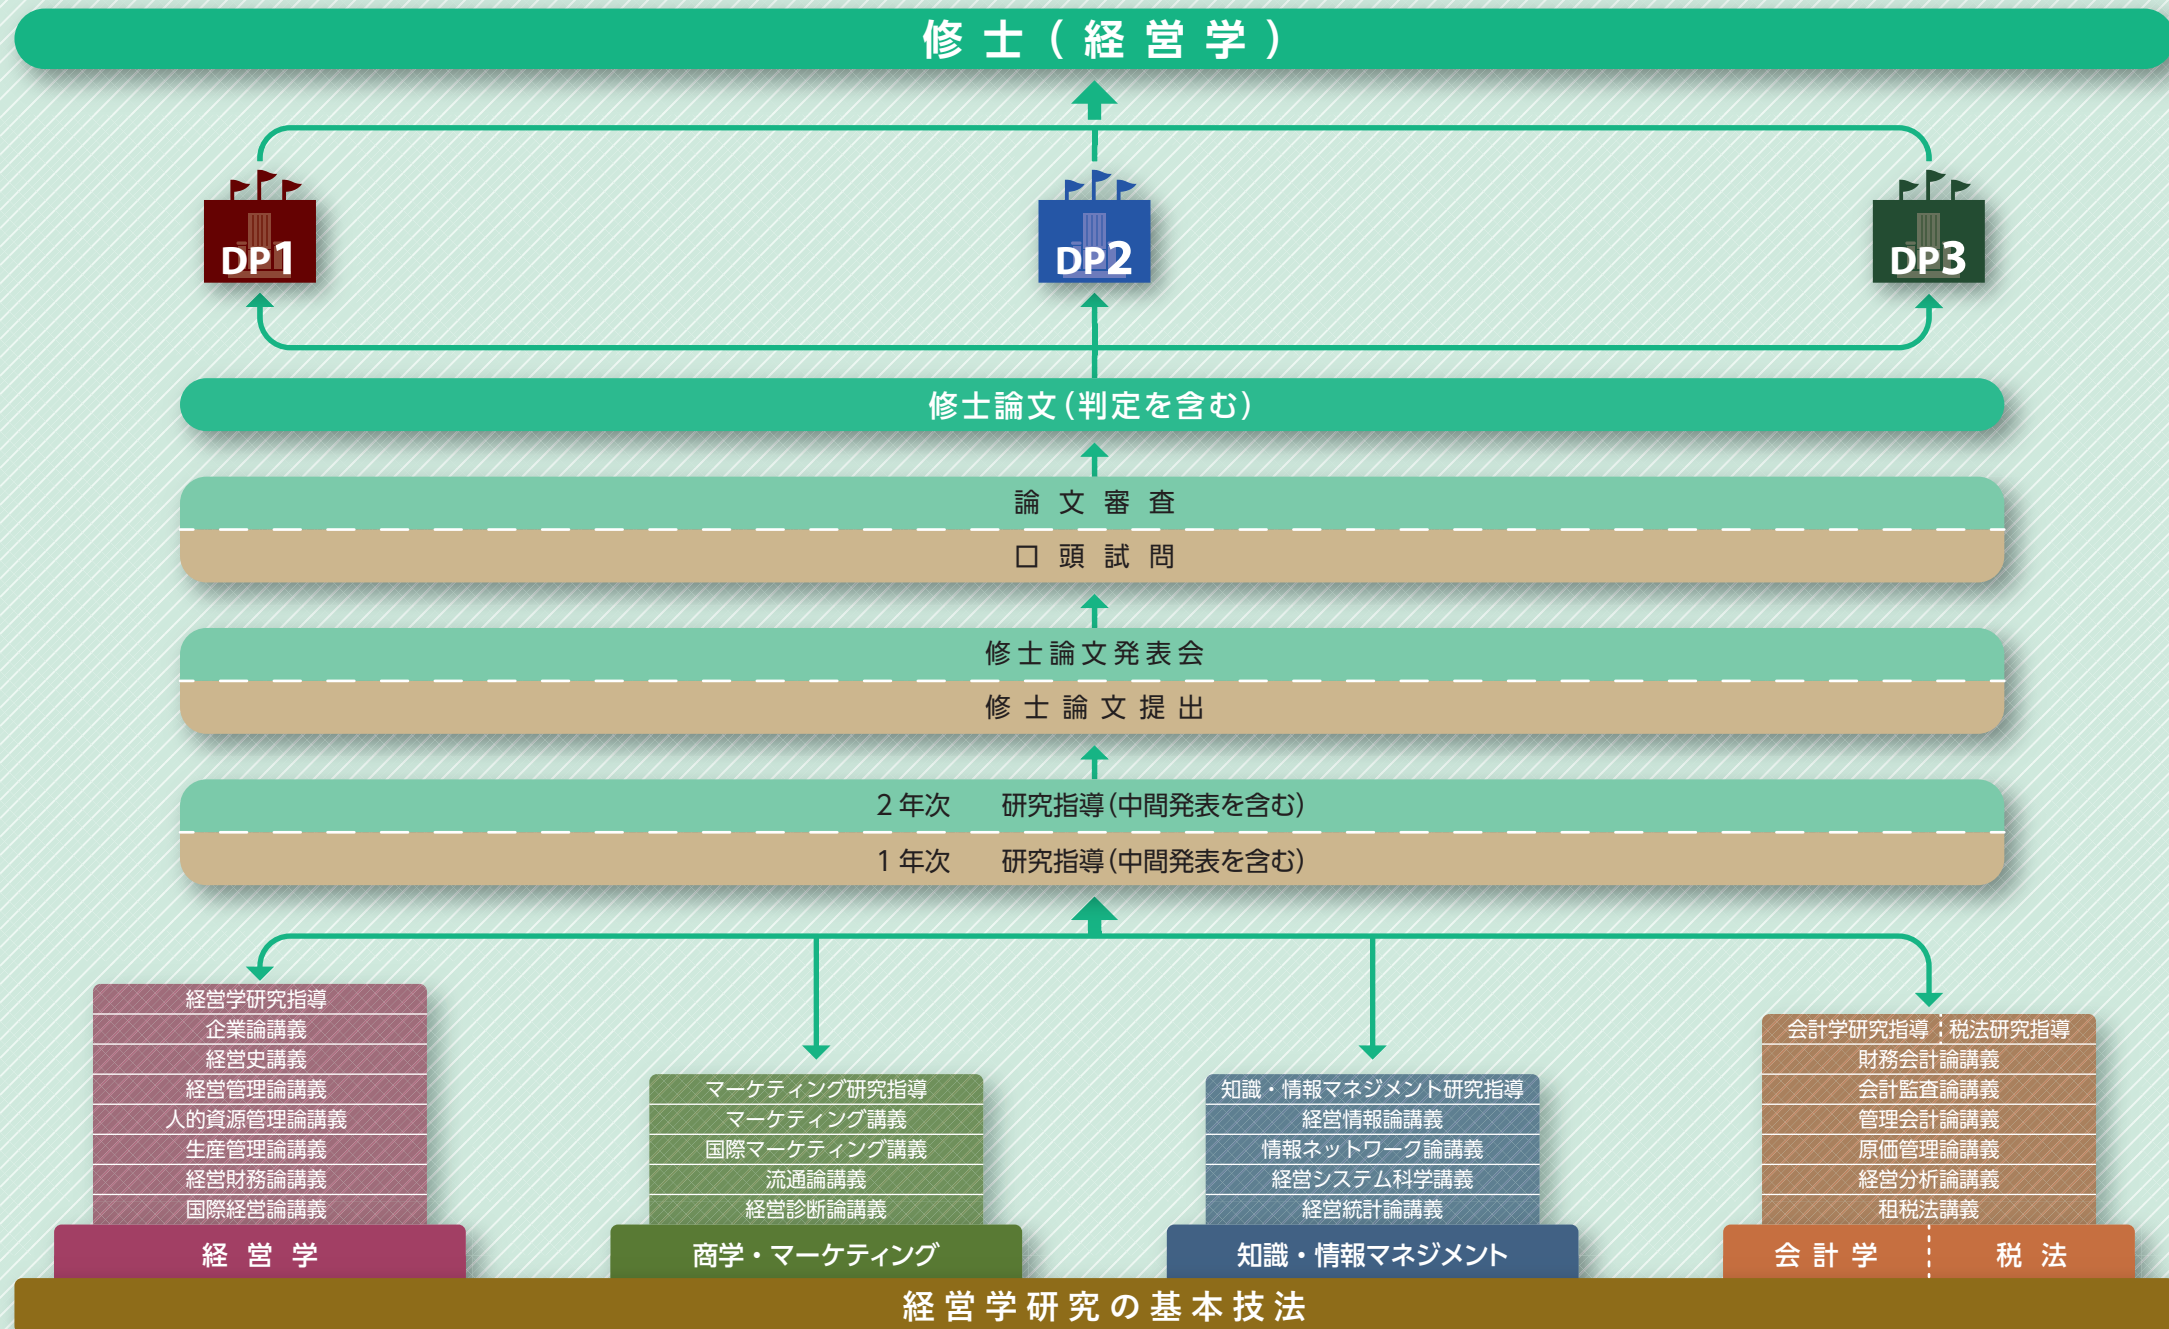 修士(経営学)
DP1
DP2
DP3
修士論文(判定を含む)
論文審査
口頭試問
修士論文発表会
修士論文提出
2年次 研究指導(中間発表を含む)
1年次 研究指導(中間発表を含む)
経営学研究指導
企業論講義
経営史講義
経営管理論講義
人的資源管理論講義
生産管理論講義
経営財務論講義
国際経営論講義
経営学
マーケティング研究指導
マーケティング講義
国際マーケティング講義
流通論講義
経営診断論講義
商学・マーケティング
知識・情報マネジメント研究指導
経営情報論講義
情報ネットワーク論講義
経営システム科学講義
経営統計論講義
知識・情報マネジメント
会計学研究指導 税法研究指導
財務会計論講義
会計監査論講義
管理会計論講義
原価管理論講義
経営分析論講義
租税法講義
会計学 税法
経営学研究の基本技法